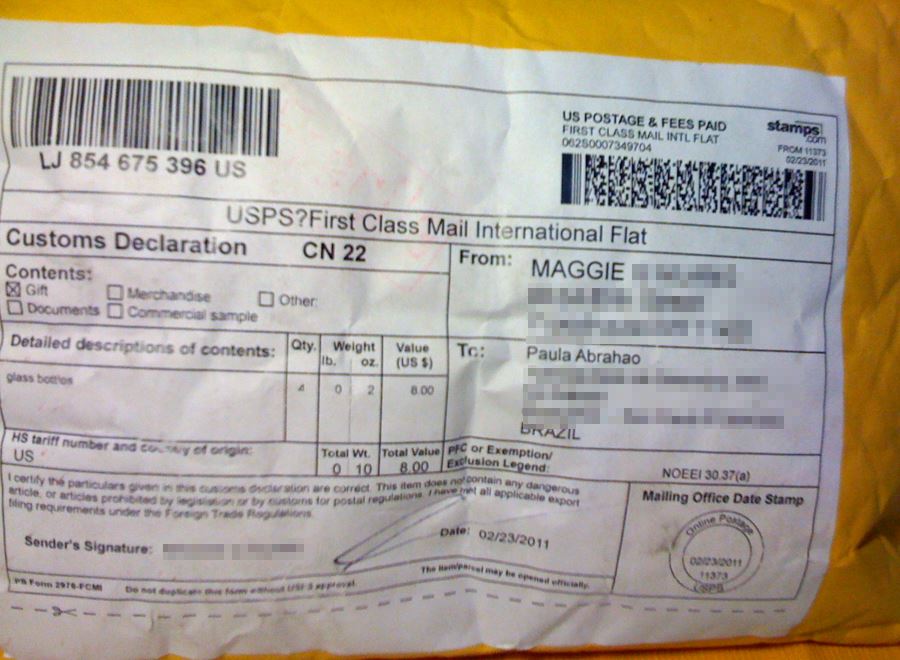 LJ 854 675 396 US
US POSTAGE & FEES PAID
FIRST CLASS MAIL INTL FLAT
062S0007349704
stamps.com
FROM 11373
02/23/2011
USPS?First Class Mail International Flat
Customs Declaration CN 22
Contents:
Gift Merchandise Other:
Documents Commercial sample
From: MAGGIE
To: Paula Abrahao
BRAZIL
Detailed descriptions of contents: Qty. Weight Value
lb. oz. (US $)
glass bottles 4 0 2 8.00
HS tariff number and country of origin: Total Wt. Total Value
US 0 10 8.00
PFC or Exemption/
Exclusion Legend: NOEEI 30.37(a)
I certify the particulars given in this customs declaration are correct. This item does not contain any dangerous
article, or articles prohibited by legislation or by customs for postal regulations. I have met all applicable export
filing requirements under the Foreign Trade Regulations.
Sender's Signature: Date: 02/23/2011
Mailing Office Date Stamp
Online Postage
02/23/2011
11373
USPS
PS Form 2976-FCMI Do not duplicate this form without USPS approval. The item/parcel may be opened officially.